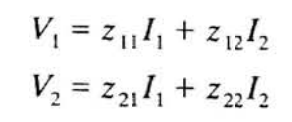 V₁ = z₁₁I₁ + z₁₂I₂
V₂ = z₂₁I₁ + z₂₂I₂